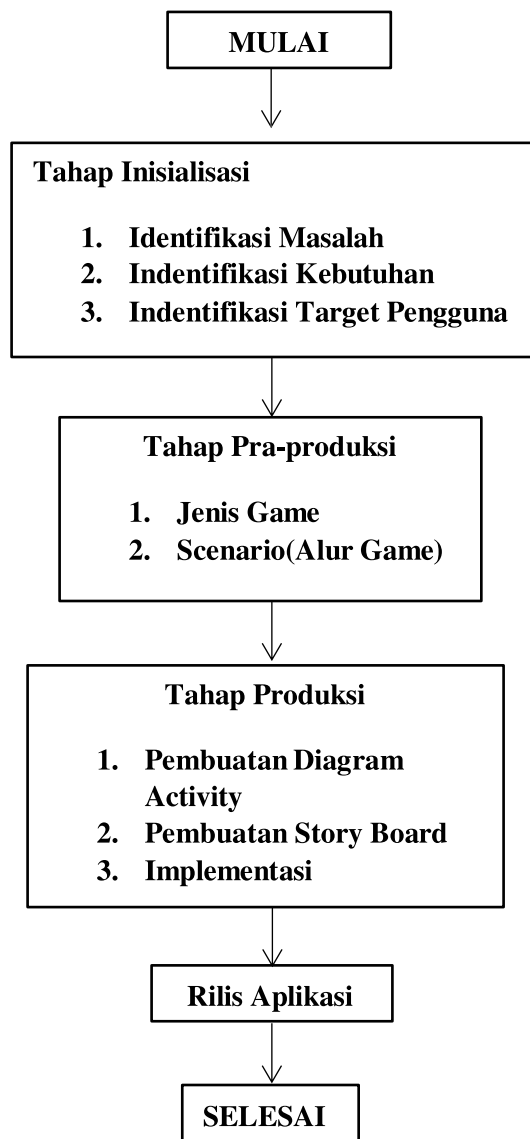 MULAI
Tahap Inisialisasi
1. Identifikasi Masalah
2. Indentifikasi Kebutuhan
3. Indentifikasi Target Pengguna
Tahap Pra-produksi
1. Jenis Game
2. Scenario(Alur Game)
Tahap Produksi
1. Pembuatan Diagram
Activity
2. Pembuatan Story Board
3. Implementasi
Rilis Aplikasi
SELESAI